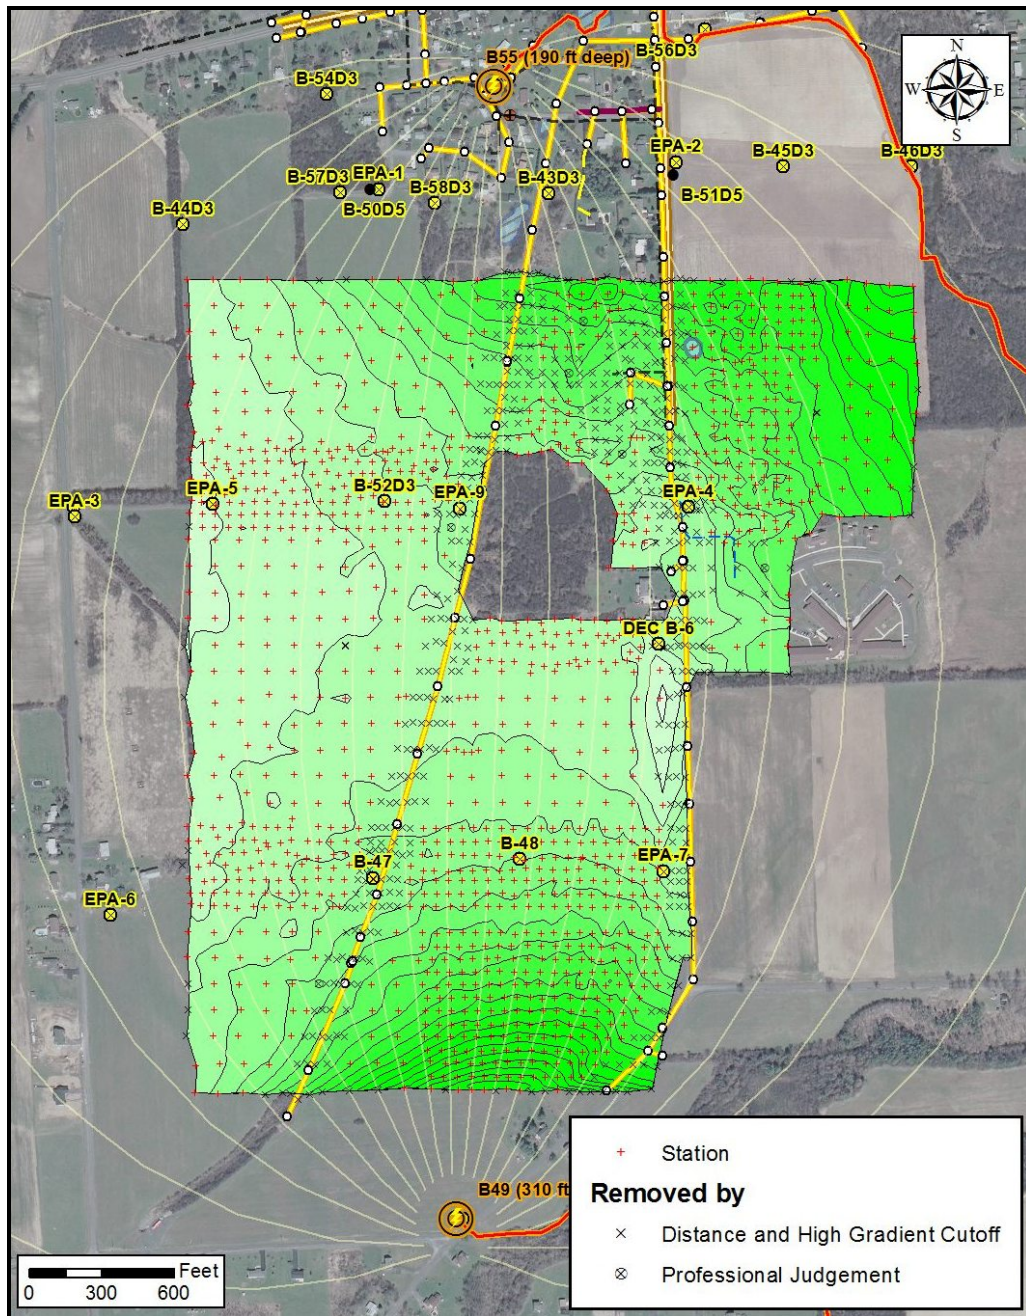 B55 (190 ft deep)
B-56D3
N
W E
S
B-54D3
EPA-2
B-45D3
B-46D3
B-57D3
EPA-1
B-58D3
B-43D3
B-50D5
B-51D5
B-44D3
EPA-3
EPA-5
B-52D3
EPA-9
EPA-4
DEC B-6
B-47
B-48
EPA-7
EPA-6
B49 (310 ft
Station
Removed by
Distance and High Gradient Cutoff
Professional Judgement
Feet
0 300 600